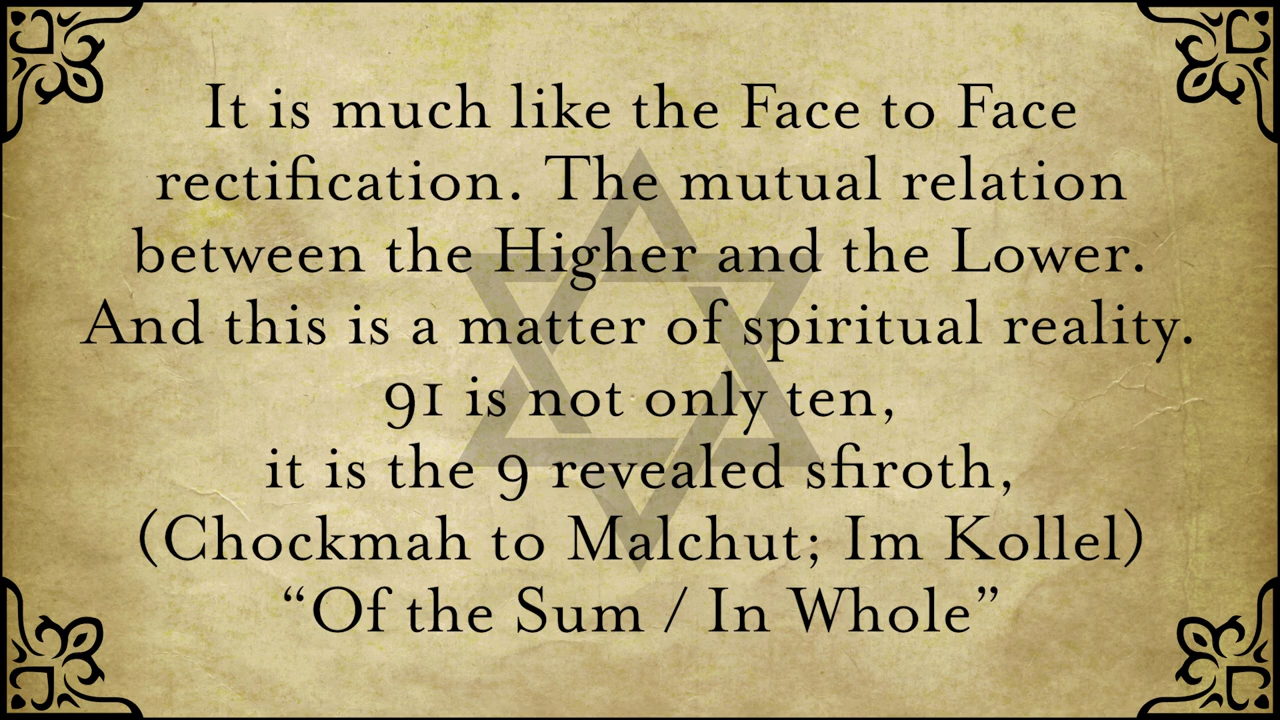 It is much like the Face to Face
rectification. The mutual relation
between the Higher and the Lower.
And this is a matter of spiritual reality.
91 is not only ten,
it is the 9 revealed sfiroth,
(Chockmah to Malchut; Im Kollel)
“Of the Sum / In Whole”